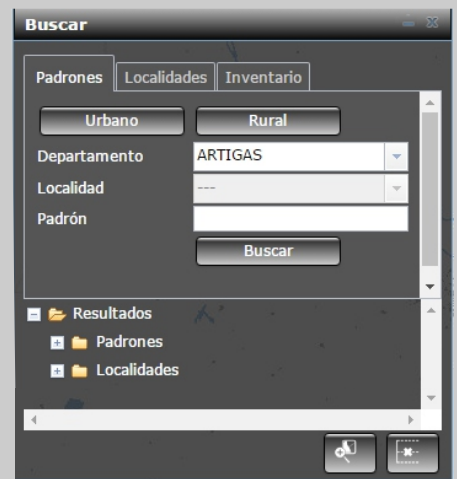 Buscar
Padrones Localidades Inventario
Urbano Rural
Departamento ARTIGAS
Localidad ---
Padrón
Buscar
Resultados
Padrones
Localidades